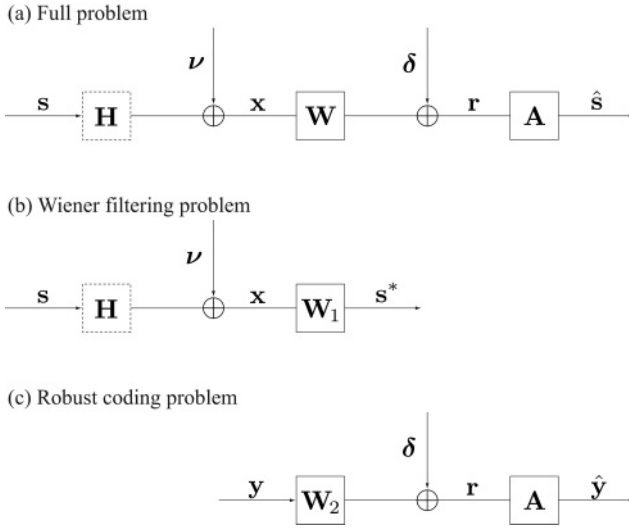 (a) Full problem
ν δ
s H x W r A ŝ
(b) Wiener filtering problem
ν
s H x W₁ s*
(c) Robust coding problem
δ
y W₂ r A ŷ